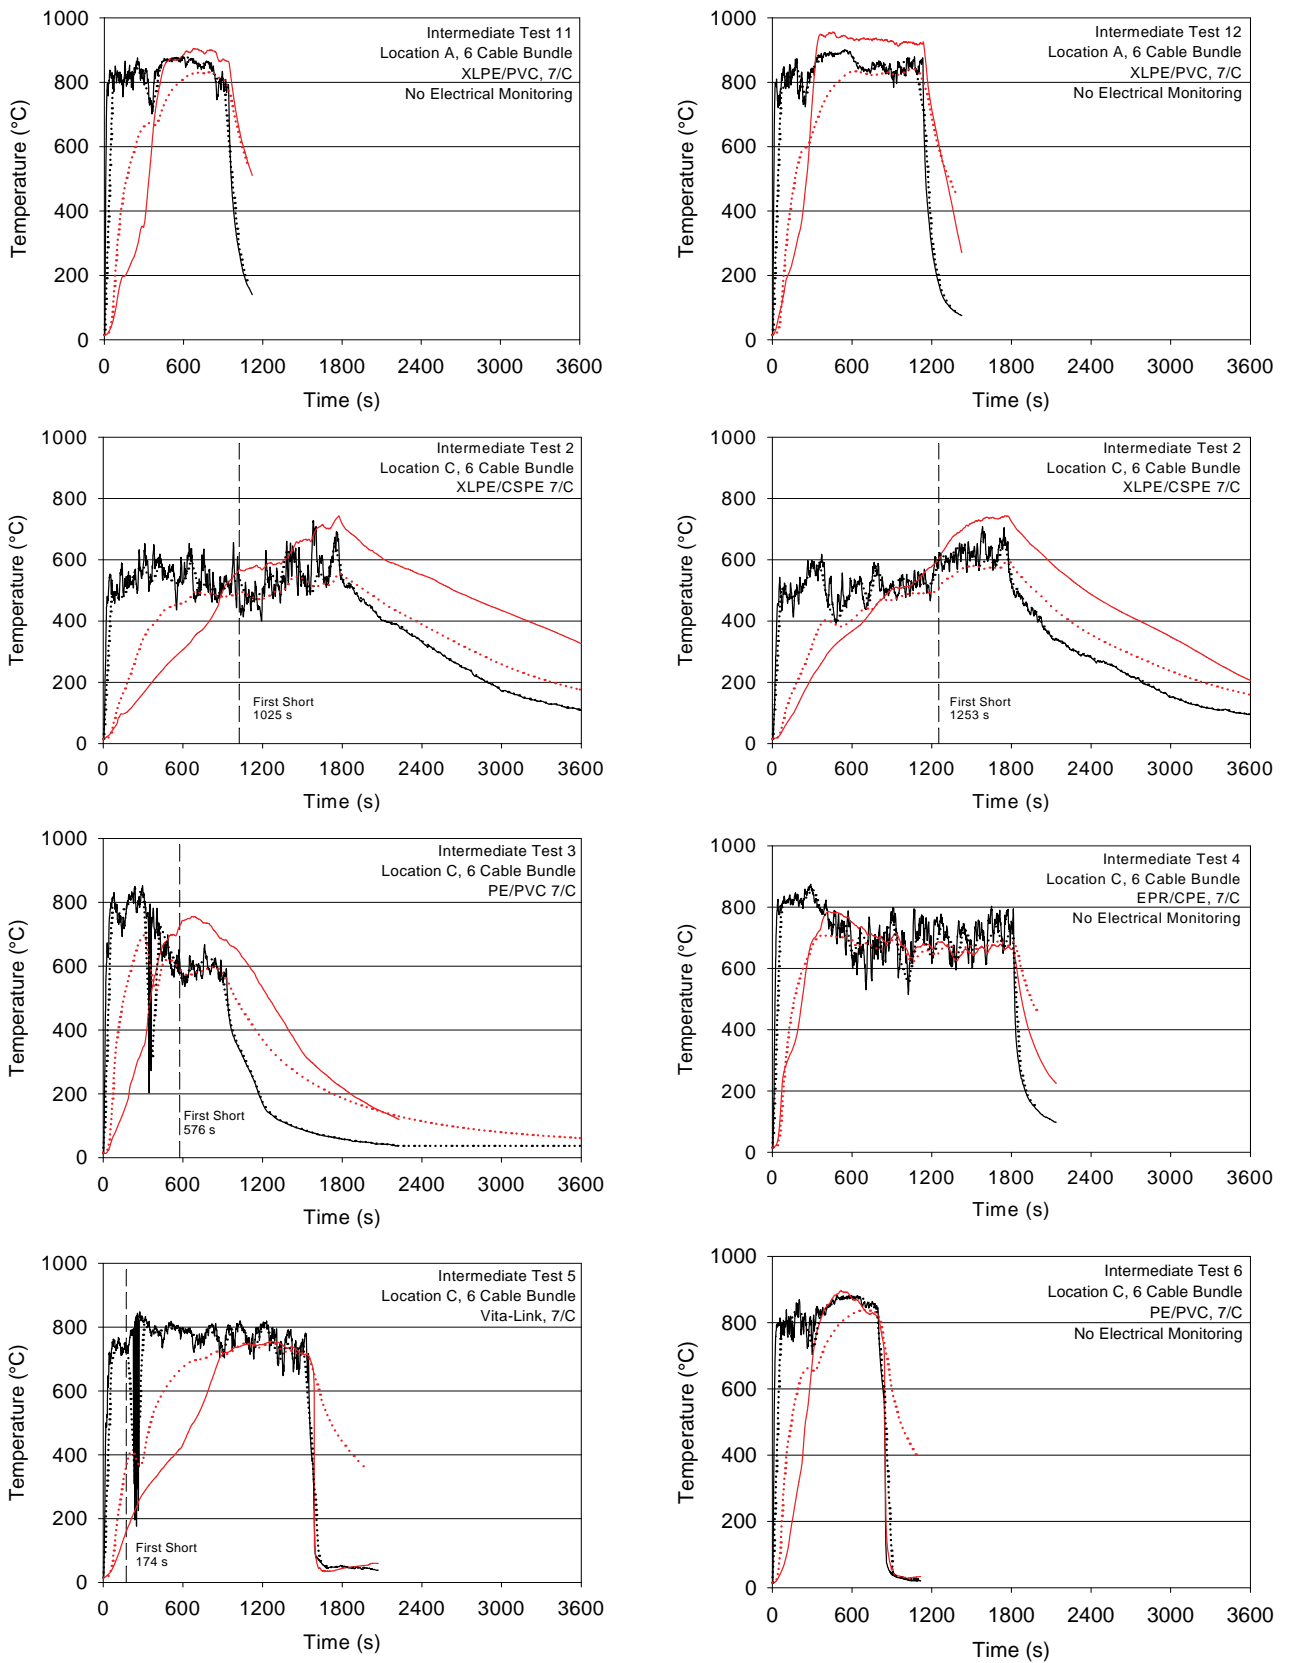 1000
800
600
400
200
0
Temperature (°C)
Intermediate Test 11
Location A, 6 Cable Bundle
XLPE/PVC, 7/C
No Electrical Monitoring
0 600 1200 1800 2400 3000 3600
Time (s)
1000
800
600
400
200
0
Temperature (°C)
Intermediate Test 12
Location A, 6 Cable Bundle
XLPE/PVC, 7/C
No Electrical Monitoring
0 600 1200 1800 2400 3000 3600
Time (s)
1000
800
600
400
200
0
Temperature (°C)
Intermediate Test 2
Location C, 6 Cable Bundle
XLPE/CSPE 7/C
First Short
1025 s
0 600 1200 1800 2400 3000 3600
Time (s)
1000
800
600
400
200
0
Temperature (°C)
Intermediate Test 2
Location C, 6 Cable Bundle
XLPE/CSPE 7/C
First Short
1253 s
0 600 1200 1800 2400 3000 3600
Time (s)
1000
800
600
400
200
0
Temperature (°C)
Intermediate Test 3
Location C, 6 Cable Bundle
PE/PVC 7/C
First Short
576 s
0 600 1200 1800 2400 3000 3600
Time (s)
1000
800
600
400
200
0
Temperature (°C)
Intermediate Test 4
Location C, 6 Cable Bundle
EPR/CPE, 7/C
No Electrical Monitoring
0 600 1200 1800 2400 3000 3600
Time (s)
1000
800
600
400
200
0
Temperature (°C)
Intermediate Test 5
Location C, 6 Cable Bundle
Vita-Link, 7/C
First Short
174 s
0 600 1200 1800 2400 3000 3600
Time (s)
1000
800
600
400
200
0
Temperature (°C)
Intermediate Test 6
Location C, 6 Cable Bundle
PE/PVC, 7/C
No Electrical Monitoring
0 600 1200 1800 2400 3000 3600
Time (s)